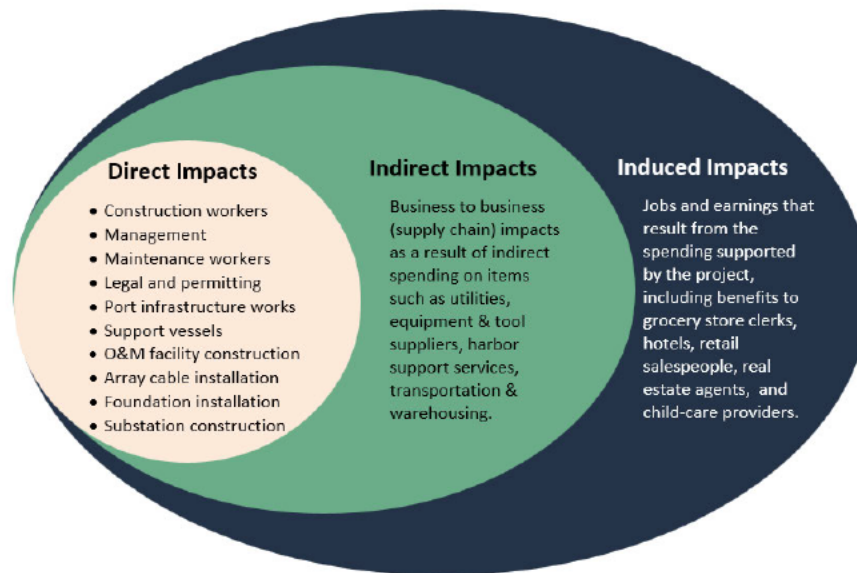 Direct Impacts
• Construction workers
• Management
• Maintenance workers
• Legal and permitting
• Port infrastructure works
• Support vessels
• O&M facility construction
• Array cable installation
• Foundation installation
• Substation construction
Indirect Impacts
Business to business
(supply chain) impacts
as a result of indirect
spending on items
such as utilities,
equipment & tool
suppliers, harbor
support services,
transportation &
warehousing.
Induced Impacts
Jobs and earnings that
result from the
spending supported
by the project,
including benefits to
grocery store clerks,
hotels, retail
salespeople, real
estate agents, and
child-care providers.